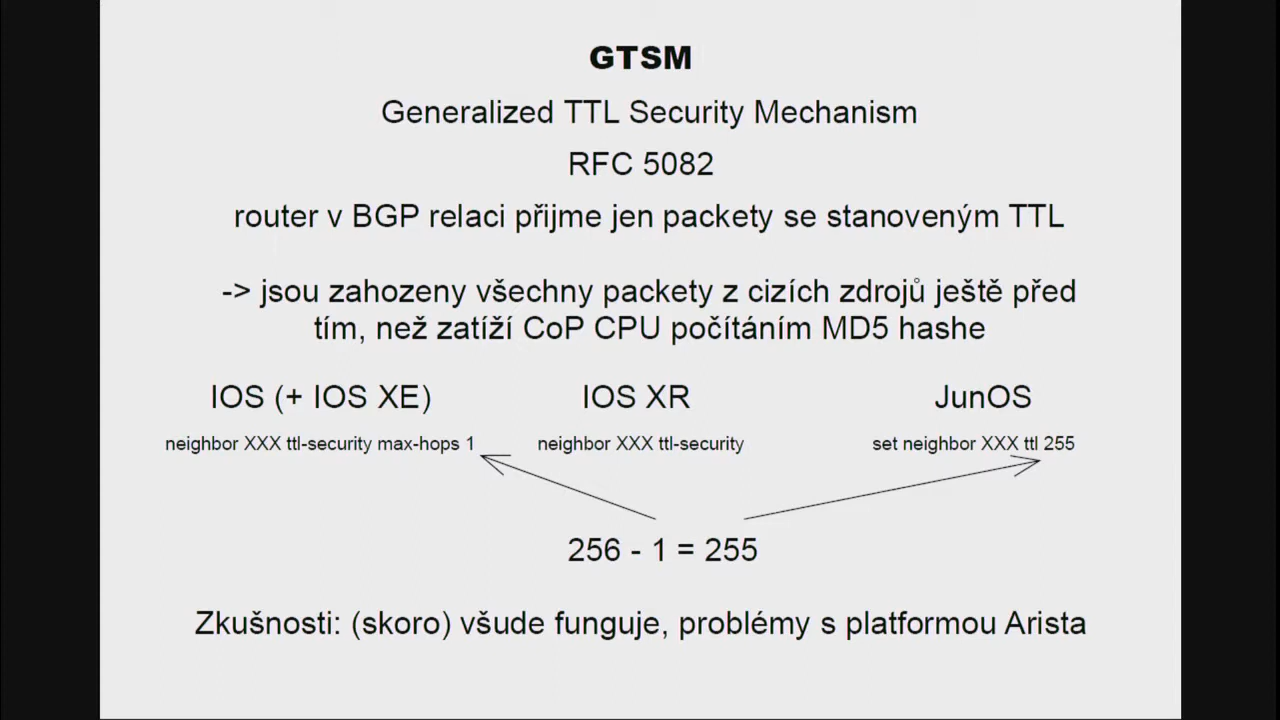 GTSM
Generalized TTL Security Mechanism
RFC 5082
router v BGP relaci přijme jen packety se stanoveným TTL
-> jsou zahozeny všechny packety z cizích zdrojů ještě před
tím, než zatíží CoP CPU počítáním MD5 hashe
IOS (+ IOS XE)
IOS XR
JunOS
neighbor XXX ttl-security max-hops 1
neighbor XXX ttl-security
set neighbor XXX ttl 255
256 - 1 = 255
Zkušnosti: (skoro) všude funguje, problémy s platformou Arista